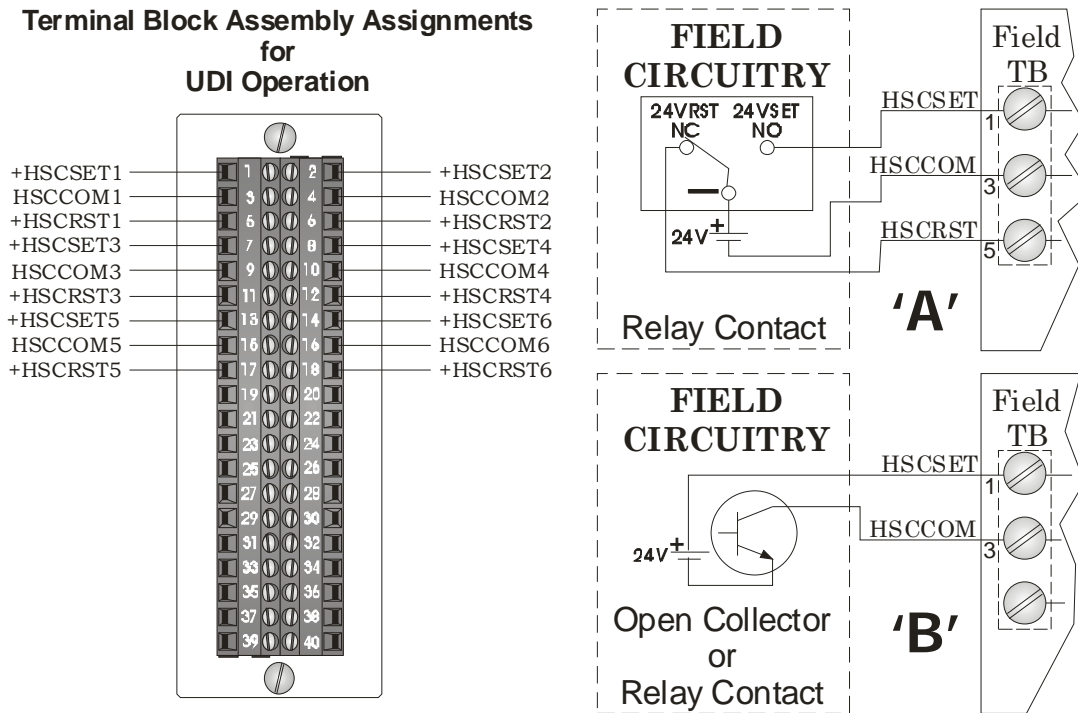 Terminal Block Assembly Assignments
for
UDI Operation
+HSCSET1
HSCCOM1
+HSCRST1
+HSCSET3
HSCCOM3
+HSCRST3
+HSCSET5
HSCCOM5
+HSCRST5
1 2
3 4
5 6
7 8
9 10
11 12
13 14
15 16
17 18
19 20
21 22
23 24
25 26
27 28
29 30
31 32
33 34
35 36
37 38
39 40
+HSCSET2
HSCCOM2
+HSCRST2
+HSCSET4
HSCCOM4
+HSCRST4
+HSCSET6
HSCCOM6
+HSCRST6
FIELD
CIRCUITRY
24VRST 24VSET
NC NO
24V +
Relay Contact
HSCSET
HSCCOM
HSCRST
'A'
Field
TB
1
3
5
FIELD
CIRCUITRY
24V +
Open Collector
or
Relay Contact
HSCSET
HSCCOM
'B'
Field
TB
1
3